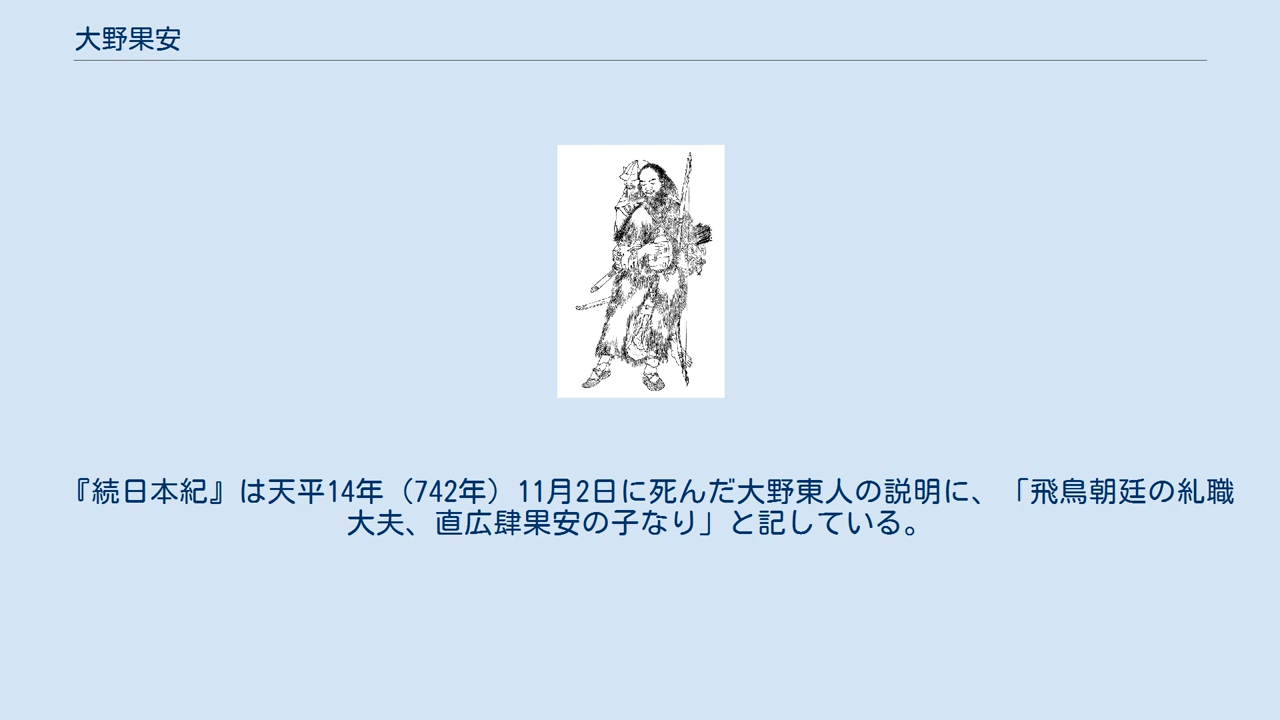 大野果安
『続日本紀』は天平14年（742年）11月2日に死んだ大野東人の説明に、「飛鳥朝廷の糺職
大夫、直広肆果安の子なり」と記している。